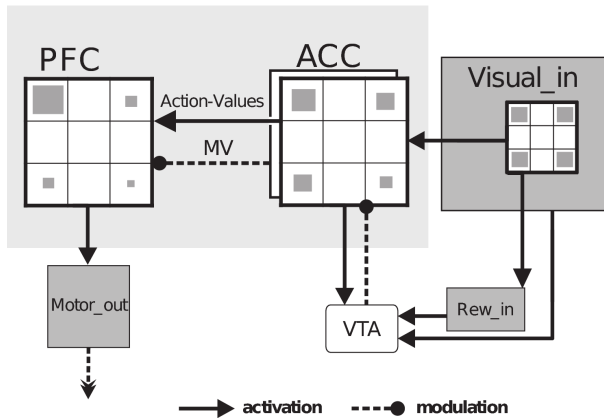 PFC
ACC
Visual_in
Action-Values
MV
Motor_out
VTA
Rew_in
activation
modulation